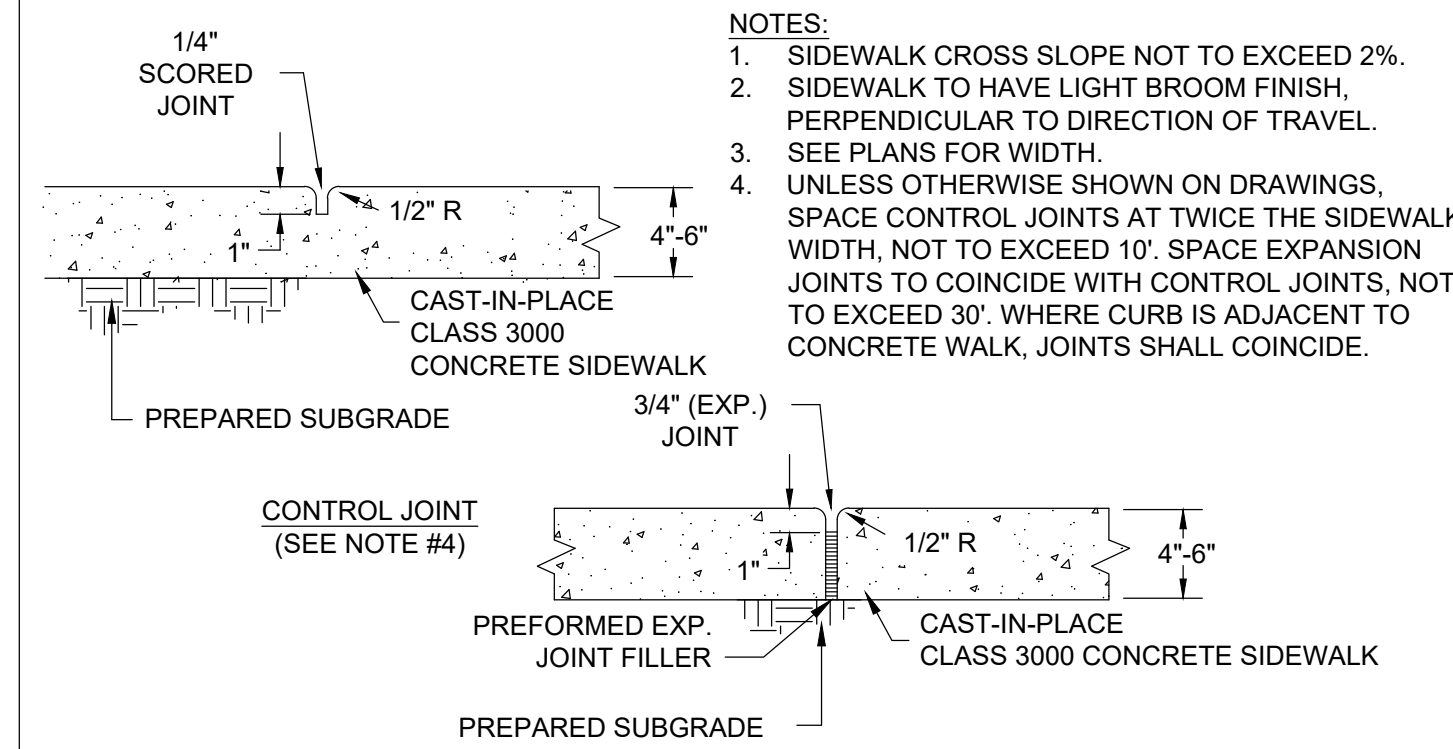 1/4"
SCORED
JOINT
1/2" R
1"
4"-6"
CAST-IN-PLACE
CLASS 3000
CONCRETE SIDEWALK
PREPARED SUBGRADE
CONTROL JOINT
(SEE NOTE #4)
NOTES:
1. SIDEWALK CROSS SLOPE NOT TO EXCEED 2%.
2. SIDEWALK TO HAVE LIGHT BROOM FINISH,
PERPENDICULAR TO DIRECTION OF TRAVEL.
3. SEE PLANS FOR WIDTH.
4. UNLESS OTHERWISE SHOWN ON DRAWINGS,
SPACE CONTROL JOINTS AT TWICE THE SIDEWALK
WIDTH, NOT TO EXCEED 10'. SPACE EXPANSION
JOINTS TO COINCIDE WITH CONTROL JOINTS, NOT
TO EXCEED 30'. WHERE CURB IS ADJACENT TO
CONCRETE WALK, JOINTS SHALL COINCIDE.
3/4" (EXP.)
JOINT
1/2" R
1"
4"-6"
PREFORMED EXP.
JOINT FILLER
CAST-IN-PLACE
CLASS 3000 CONCRETE SIDEWALK
PREPARED SUBGRADE